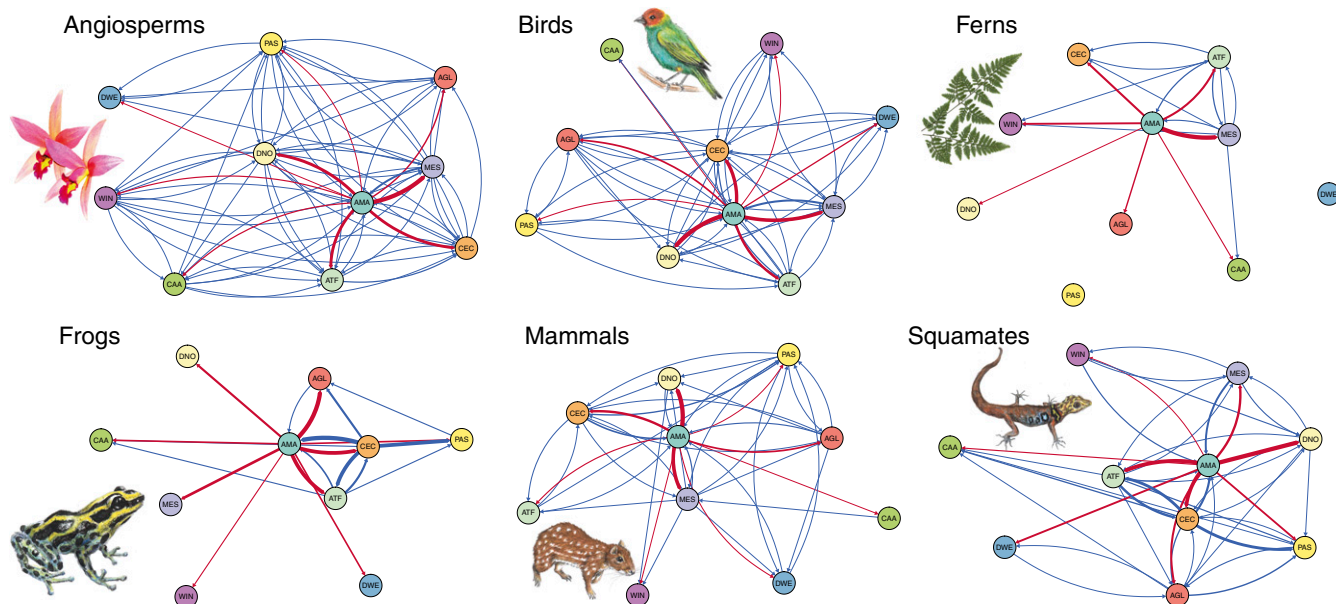 Angiosperms
PAS
AGL
DWE
DNO
MES
WIN
AMA
CEC
ATF
CAA
Birds
WIN
CAA
DWE
AGL
CEC
MES
AMA
PAS
DNO
ATF
Ferns
CEC
ATF
WIN
AMA
MES
DWE
DNO
AGL
CAA
PAS
Frogs
DNO
AGL
CAA
AMA
CEC
PAS
MES
ATF
DWE
WIN
Mammals
PAS
DNO
CEC
AMA
AGL
MES
ATF
CAA
DWE
WIN
Squamates
WIN
MES
DNO
CAA
AMA
ATF
CEC
DWE
PAS
AGL